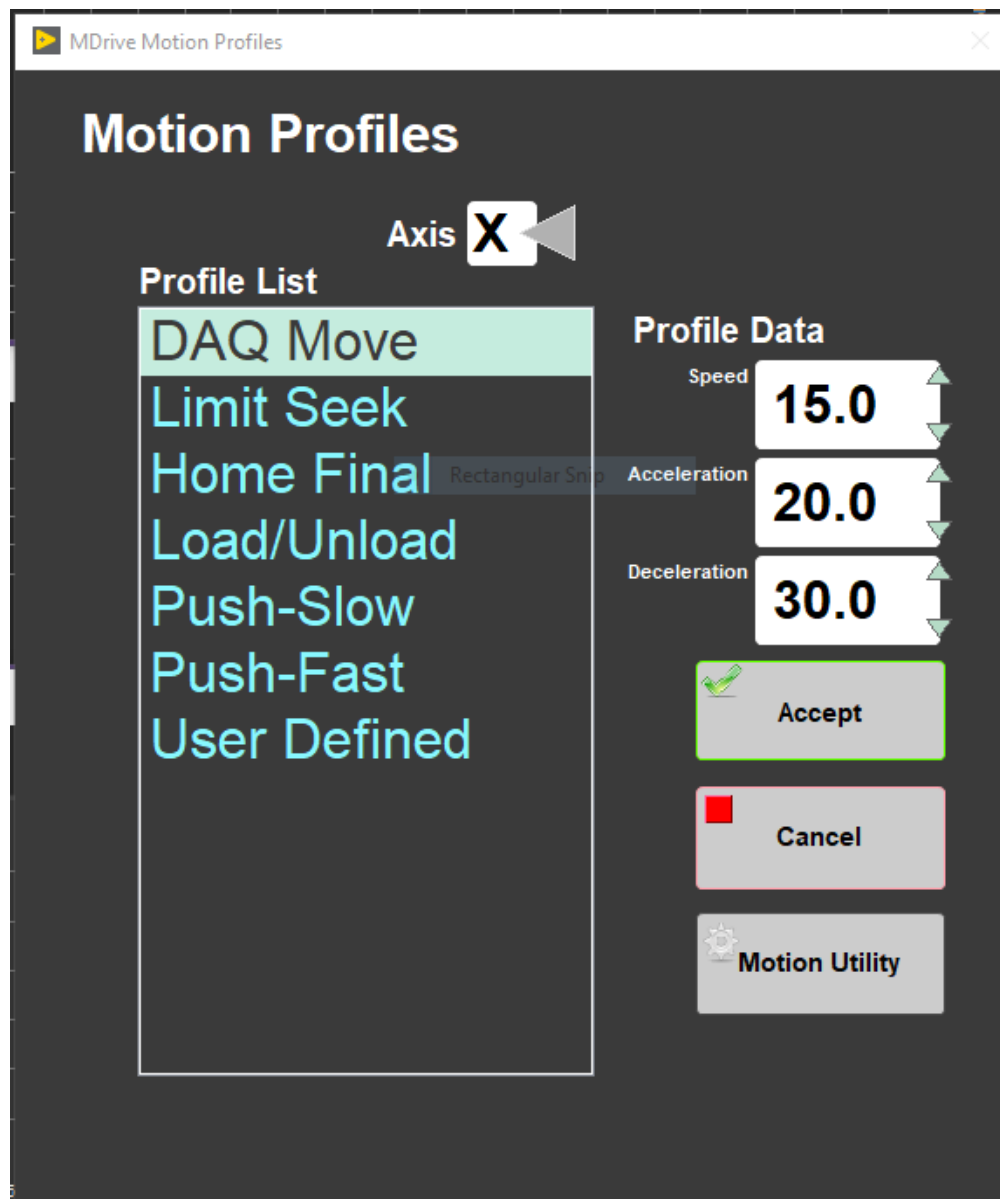 MDrive Motion Profiles
Motion Profiles
Axis X
Profile List
DAQ Move
Limit Seek
Home Final
Load/Unload
Push-Slow
Push-Fast
User Defined
Rectangular Snip
Profile Data
Speed 15.0
Acceleration 20.0
Deceleration 30.0
Accept
Cancel
Motion Utility